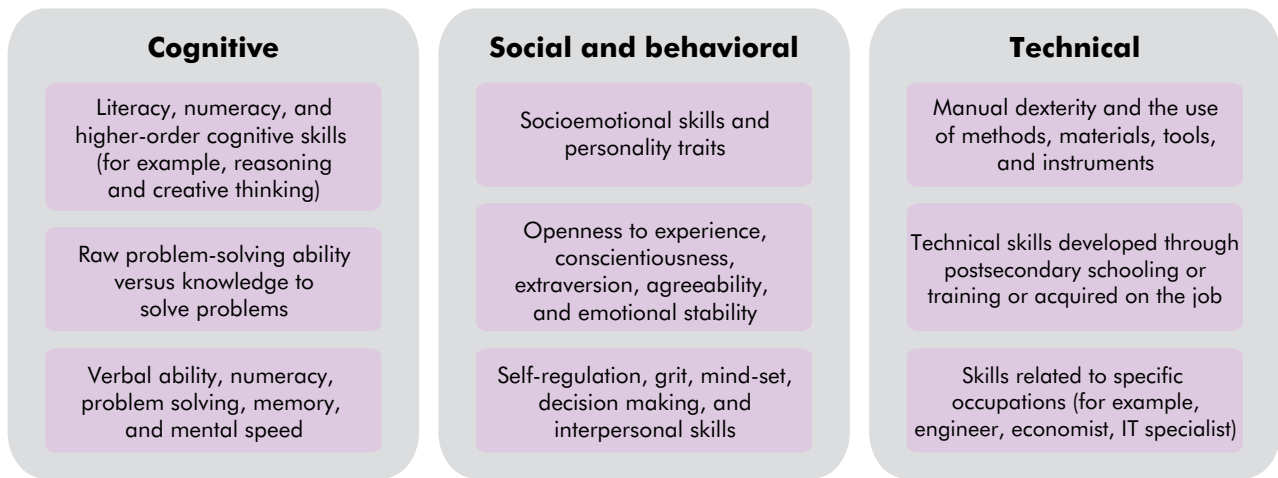 Cognitive
Literacy, numeracy, and
higher-order cognitive skills
(for example, reasoning
and creative thinking)
Raw problem-solving ability
versus knowledge to
solve problems
Verbal ability, numeracy,
problem solving, memory,
and mental speed
Social and behavioral
Socioemotional skills and
personality traits
Openness to experience,
conscientiousness,
extraversion, agreeability,
and emotional stability
Self-regulation, grit, mind-set,
decision making, and
interpersonal skills
Technical
Manual dexterity and the use
of methods, materials, tools,
and instruments
Technical skills developed through
postsecondary schooling or
training or acquired on the job
Skills related to specific
occupations (for example,
engineer, economist, IT specialist)